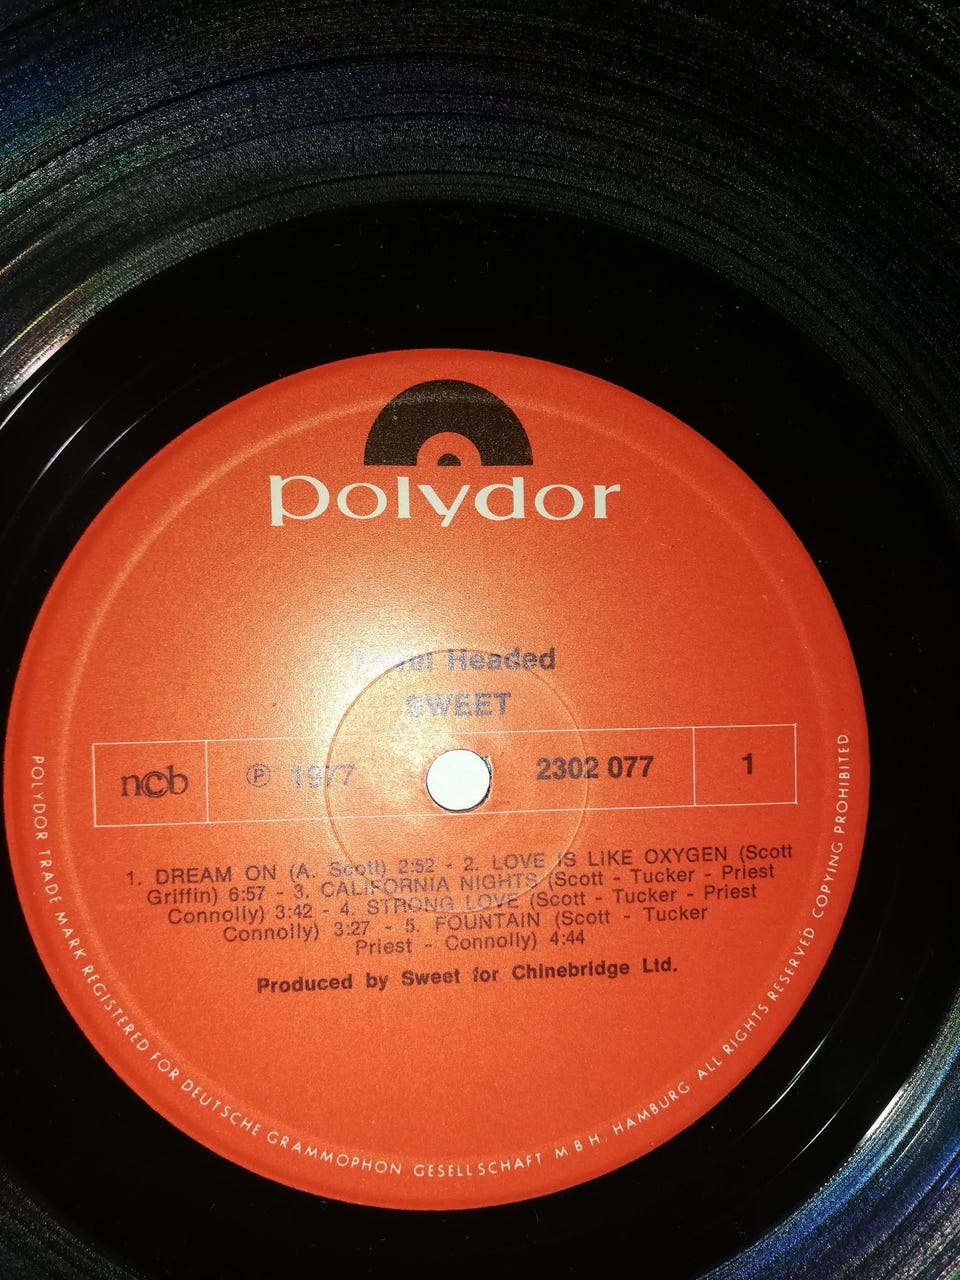 polydor
Level Headed
SWEET
ncb ℗ 1977 2302 077 1
1. DREAM ON (A. Scott) 2:52 - 2. LOVE IS LIKE OXYGEN (Scott
Griffin) 6:57 - 3. CALIFORNIA NIGHTS (Scott - Tucker - Priest
Connolly) 3:42 - 4. STRONG LOVE (Scott - Tucker - Priest
Connolly) 3:27 - 5. FOUNTAIN (Scott - Tucker
Priest - Connolly) 4:44
Produced by Sweet for Chinebridge Ltd.
POLYDOR TRADE MARK REGISTERED FOR DEUTSCHE GRAMMOPHON GESELLSCHAFT M B H. HAMBURG ALL RIGHTS RESERVED COPYING PROHIBITED